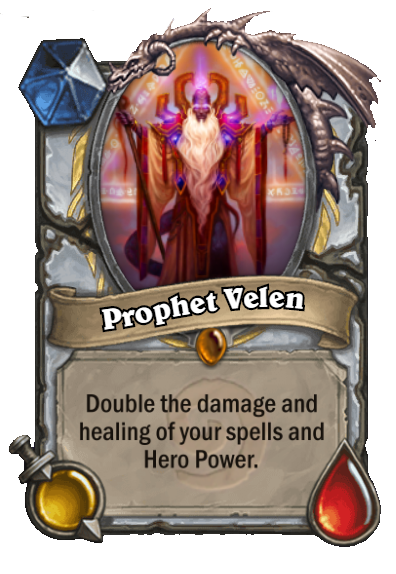 Prophet Velen
Double the damage and
healing of your spells and
Hero Power.